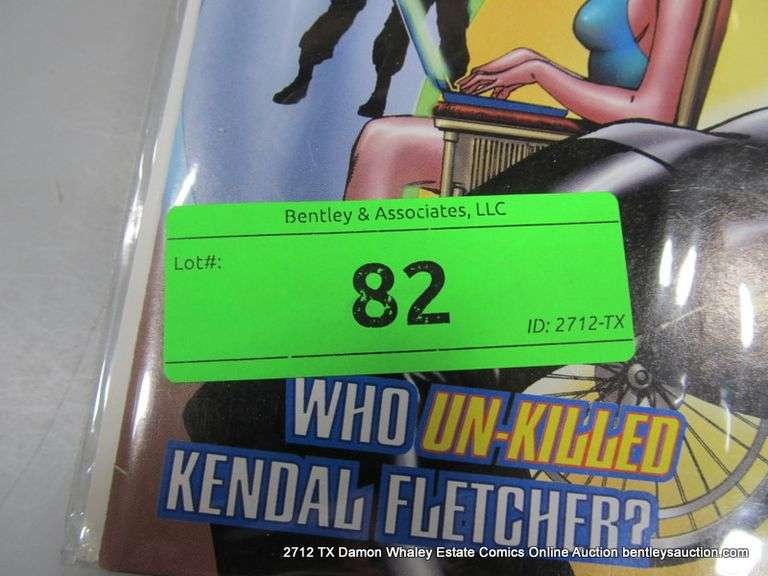 Bentley & Associates, LLC
Lot#:
82
ID: 2712-TX
WHO UN-KILLED
KENDAL FLETCHER?
2712 TX Damon Whaley Estate Comics Online Auction bentleysauction.com